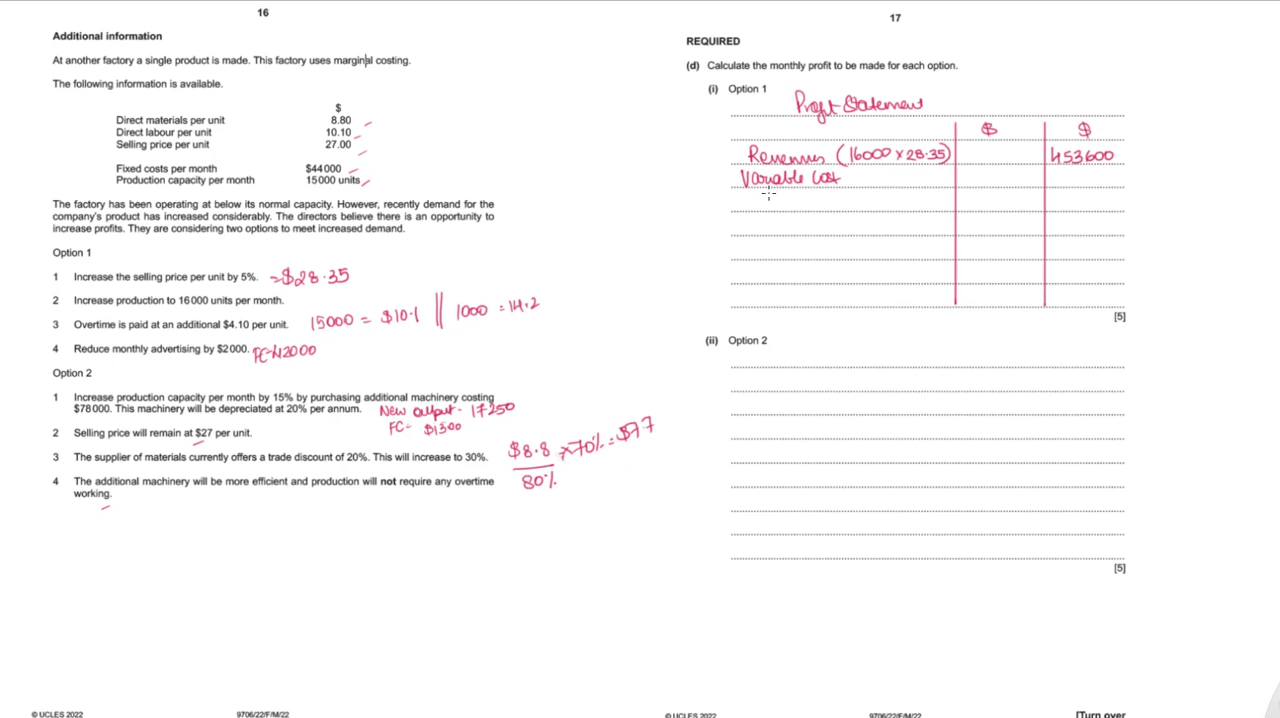 16
Additional information
At another factory a single product is made. This factory uses marginal costing.
The following information is available.
$
Direct materials per unit 8.80
Direct labour per unit 10.10
Selling price per unit 27.00
Fixed costs per month $44 000
Production capacity per month 15 000 units
The factory has been operating at below its normal capacity. However, recently demand for the
company's product has increased considerably. The directors believe there is an opportunity to
increase profits. They are considering two options to meet increased demand.
Option 1
1 Increase the selling price per unit by 5%. =$28.35
2 Increase production to 16 000 units per month.
3 Overtime is paid at an additional $4.10 per unit. 15000 = $10.1 || 1000 = 14.2
4 Reduce monthly advertising by $2000. FC-42000
Option 2
1 Increase production capacity per month by 15% by purchasing additional machinery costing
$78 000. This machinery will be depreciated at 20% per annum. New output - 17250
FC- $1300
2 Selling price will remain at $27 per unit.
3 The supplier of materials currently offers a trade discount of 20%. This will increase to 30%. $8.8 × 70% = $77
80%
4 The additional machinery will be more efficient and production will not require any overtime
working.
© UCLES 2022 9706/22/F/M/22
17
REQUIRED
(d) Calculate the monthly profit to be made for each option.
(i) Option 1
Profit Statement
$ $
Revenues (16000 × 28.35) 453600
Variable cost
[5]
(ii) Option 2
[5]
© UCLES 2022 9706/22/F/M/22 [Turn over